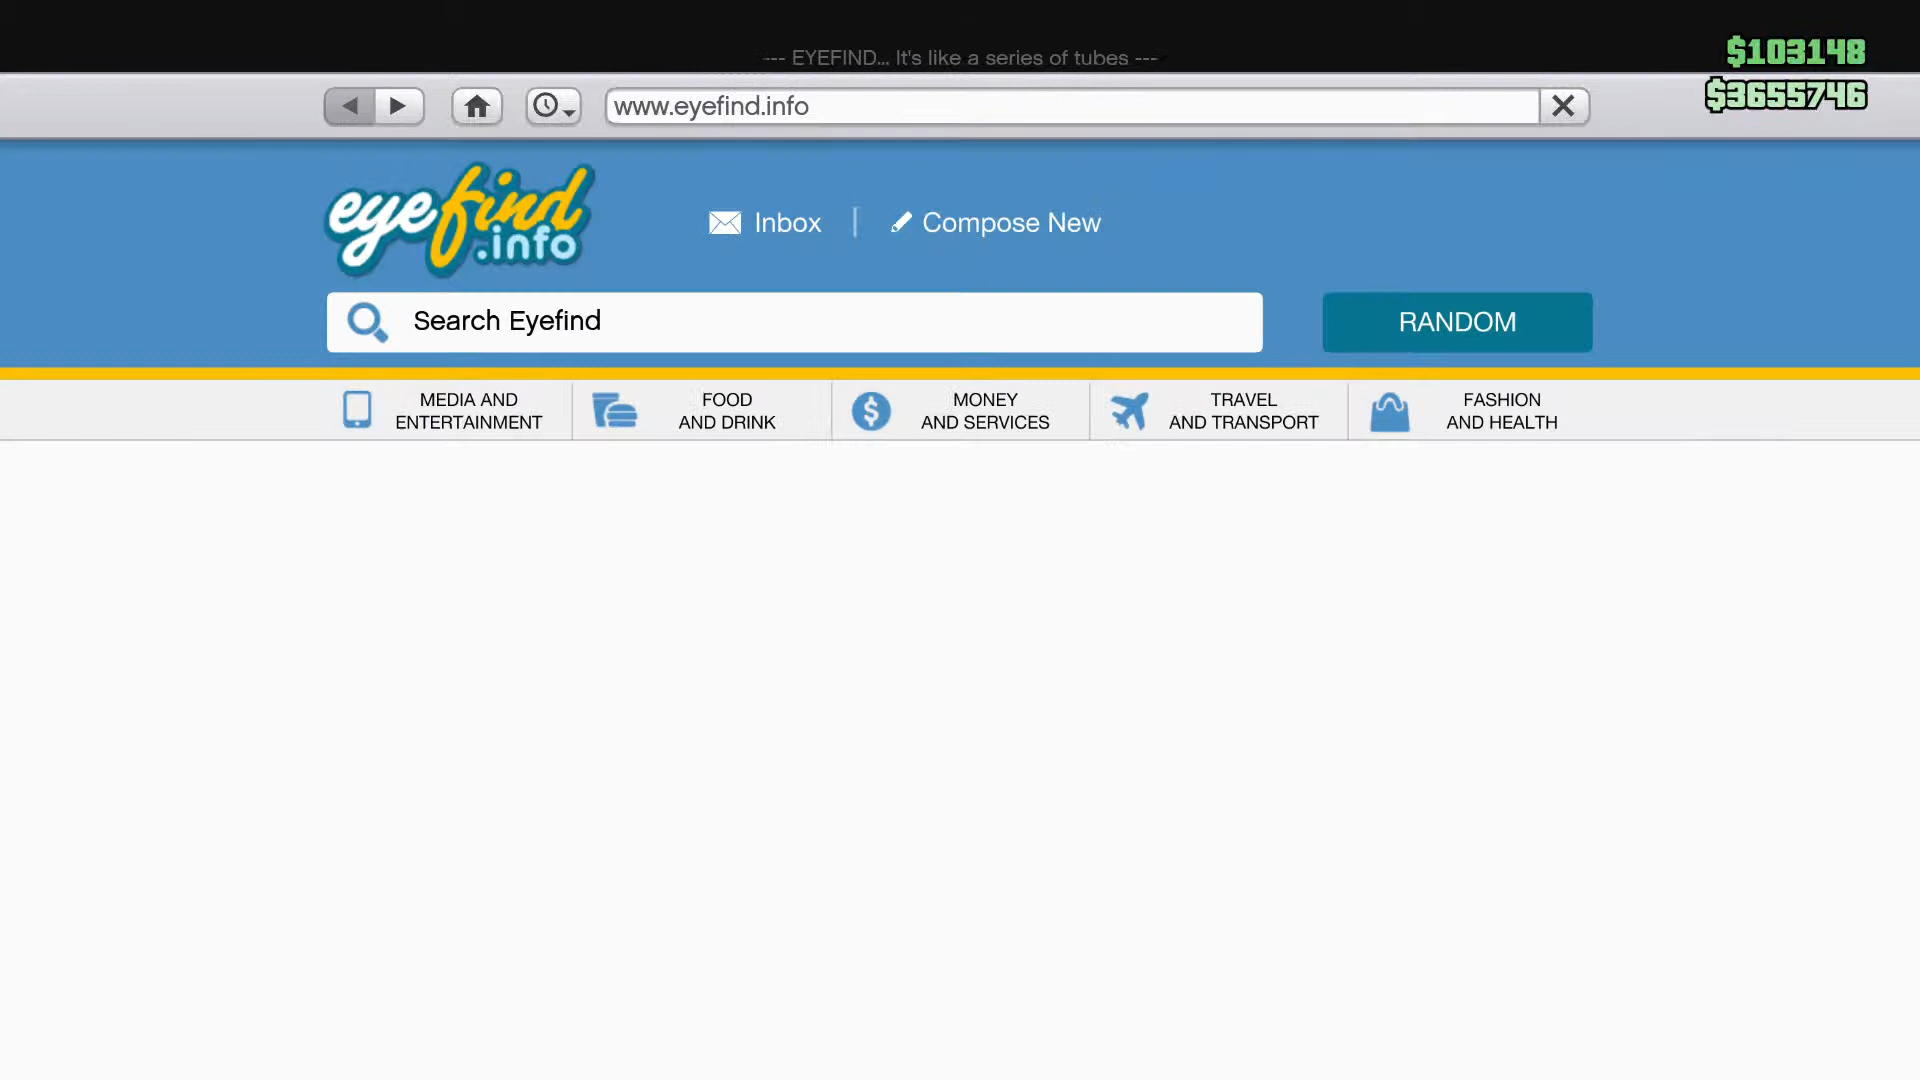 --- EYEFIND... It's like a series of tubes ---
$103148
$3655746
www.eyefind.info
eyefind
.info
Inbox
Compose New
Search Eyefind
RANDOM
MEDIA AND
ENTERTAINMENT
FOOD
AND DRINK
MONEY
AND SERVICES
TRAVEL
AND TRANSPORT
FASHION
AND HEALTH